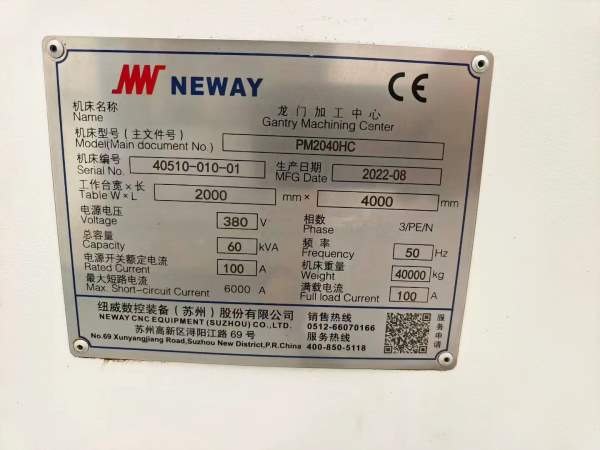 NEWAY CE
机床名称 龙门加工中心
Name Gantry Machining Center
机床型号(主文件号)
Model(Main document No.) PM2040HC
机床编号 生产日期
Serial No. 40510-010-01 MFG Date 2022-08
工作台宽×长
Table W×L 2000 mm× 4000 mm
电源电压 相数
Voltage 380 V Phase 3/PE/N
总容量 频率
Capacity 60 kVA Frequency 50 Hz
电源开关额定电流 机床重量
Rated Current 100 A Weight 40000 kg
最大短路电流 满载电流
Max. Short-circuit Current 6000 A Full load Current 100 A
纽威数控装备(苏州)股份有限公司
NEWAY CNC EQUIPMENT (SUZHOU) CO., LTD.
苏州高新区浔阳江路 69 号
No.69 Xunyangjiang Road,Suzhou New District,P.R.China
销售热线
0512-66070166
服务热线
400-850-5118
服务申请